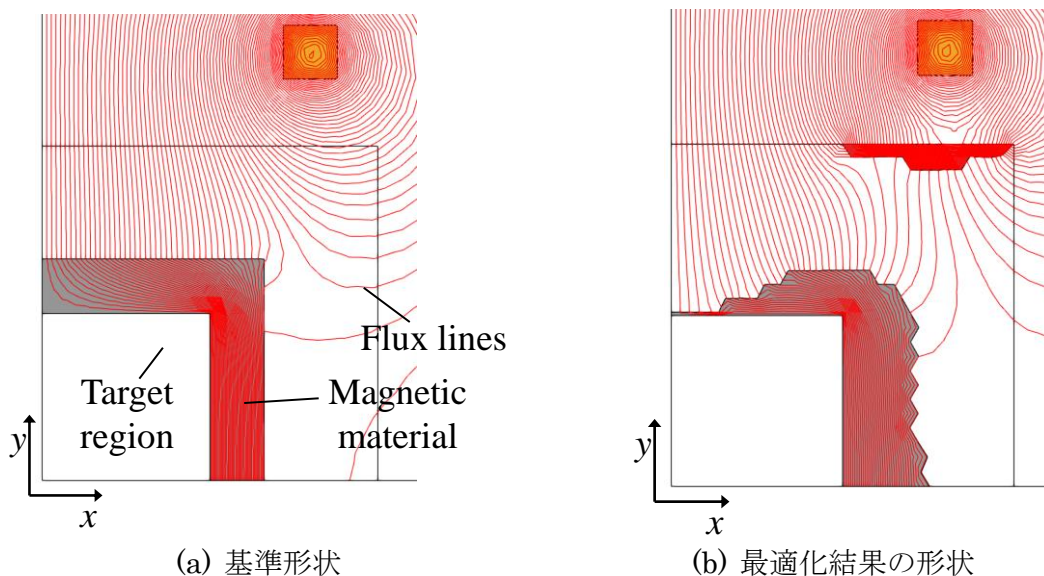 Flux lines
Target
region
Magnetic
material
y
x
y
x
(a) 基準形状
(b) 最適化結果の形状